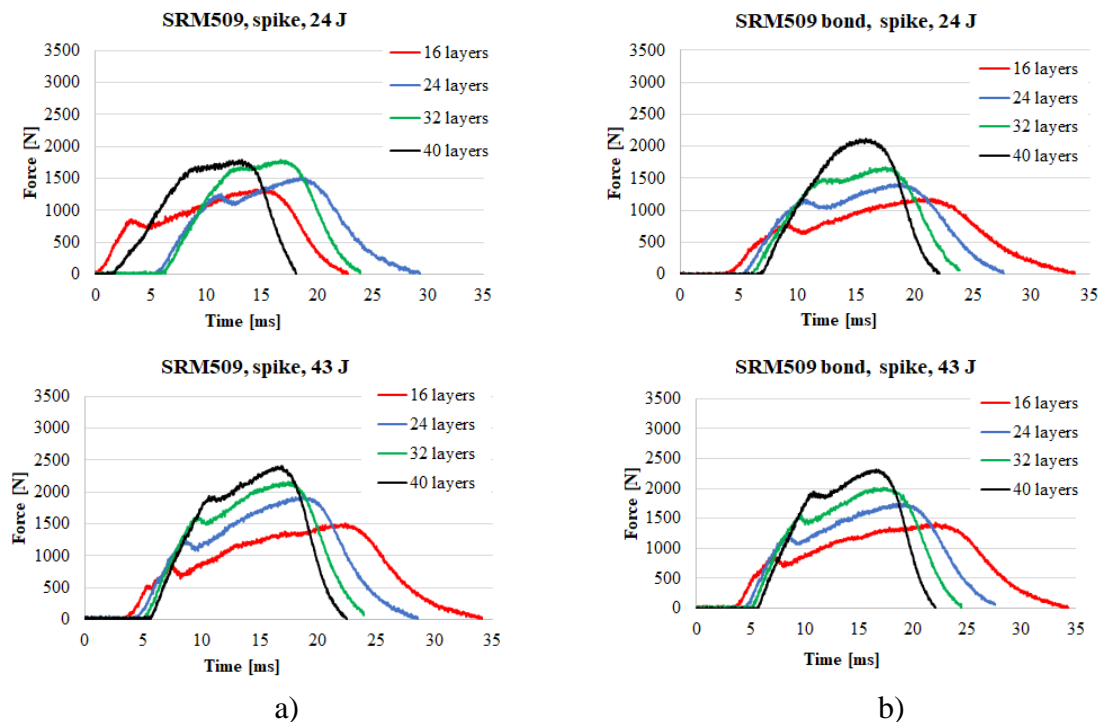 SRM509, spike, 24 J
3500
3000
2500
2000
1500
1000
500
0
Force [N]
16 layers
24 layers
32 layers
40 layers
0 5 10 15 20 25 30 35
Time [ms]
SRM509 bond, spike, 24 J
3500
3000
2500
2000
1500
1000
500
0
Force [N]
16 layers
24 layers
32 layers
40 layers
0 5 10 15 20 25 30 35
Time [ms]
SRM509, spike, 43 J
3500
3000
2500
2000
1500
1000
500
0
Force [N]
16 layers
24 layers
32 layers
40 layers
0 5 10 15 20 25 30 35
Time [ms]
SRM509 bond, spike, 43 J
3500
3000
2500
2000
1500
1000
500
0
Force [N]
16 layers
24 layers
32 layers
40 layers
0 5 10 15 20 25 30 35
Time [ms]
a)
b)